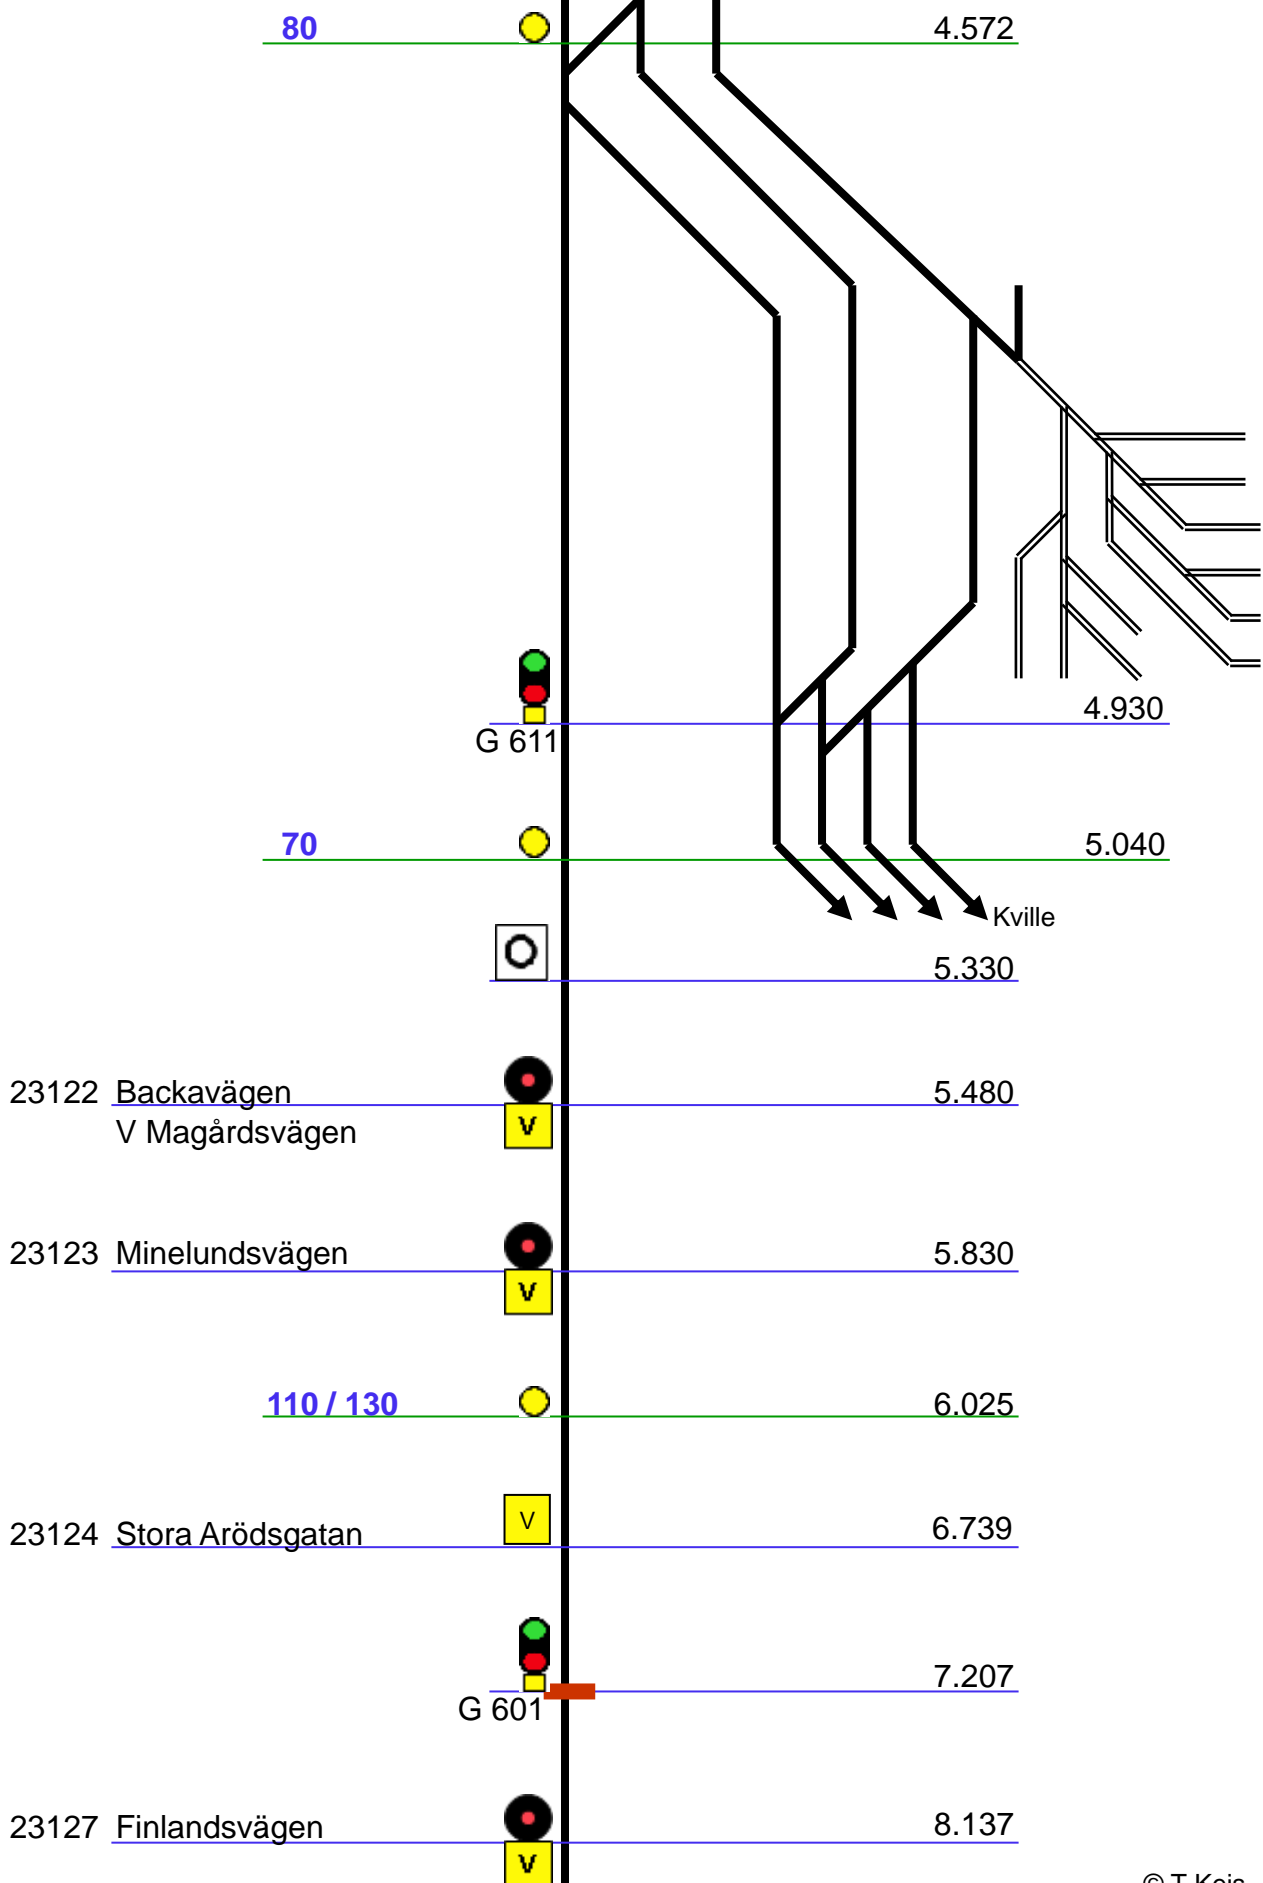 80 4.572
4.930
G 611
70 5.040
Kville
O 5.330
23122 Backavägen 5.480
V Magårdsvägen V
23123 Minelundsvägen 5.830
V
110 / 130 6.025
23124 Stora Arödsgatan V 6.739
7.207
G 601
23127 Finlandsvägen 8.137
V
© T Keis